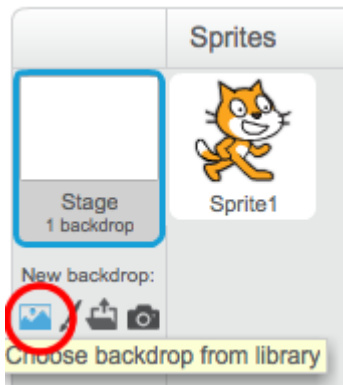 Sprites
Stage
1 backdrop
Sprite1
New backdrop:
Choose backdrop from library